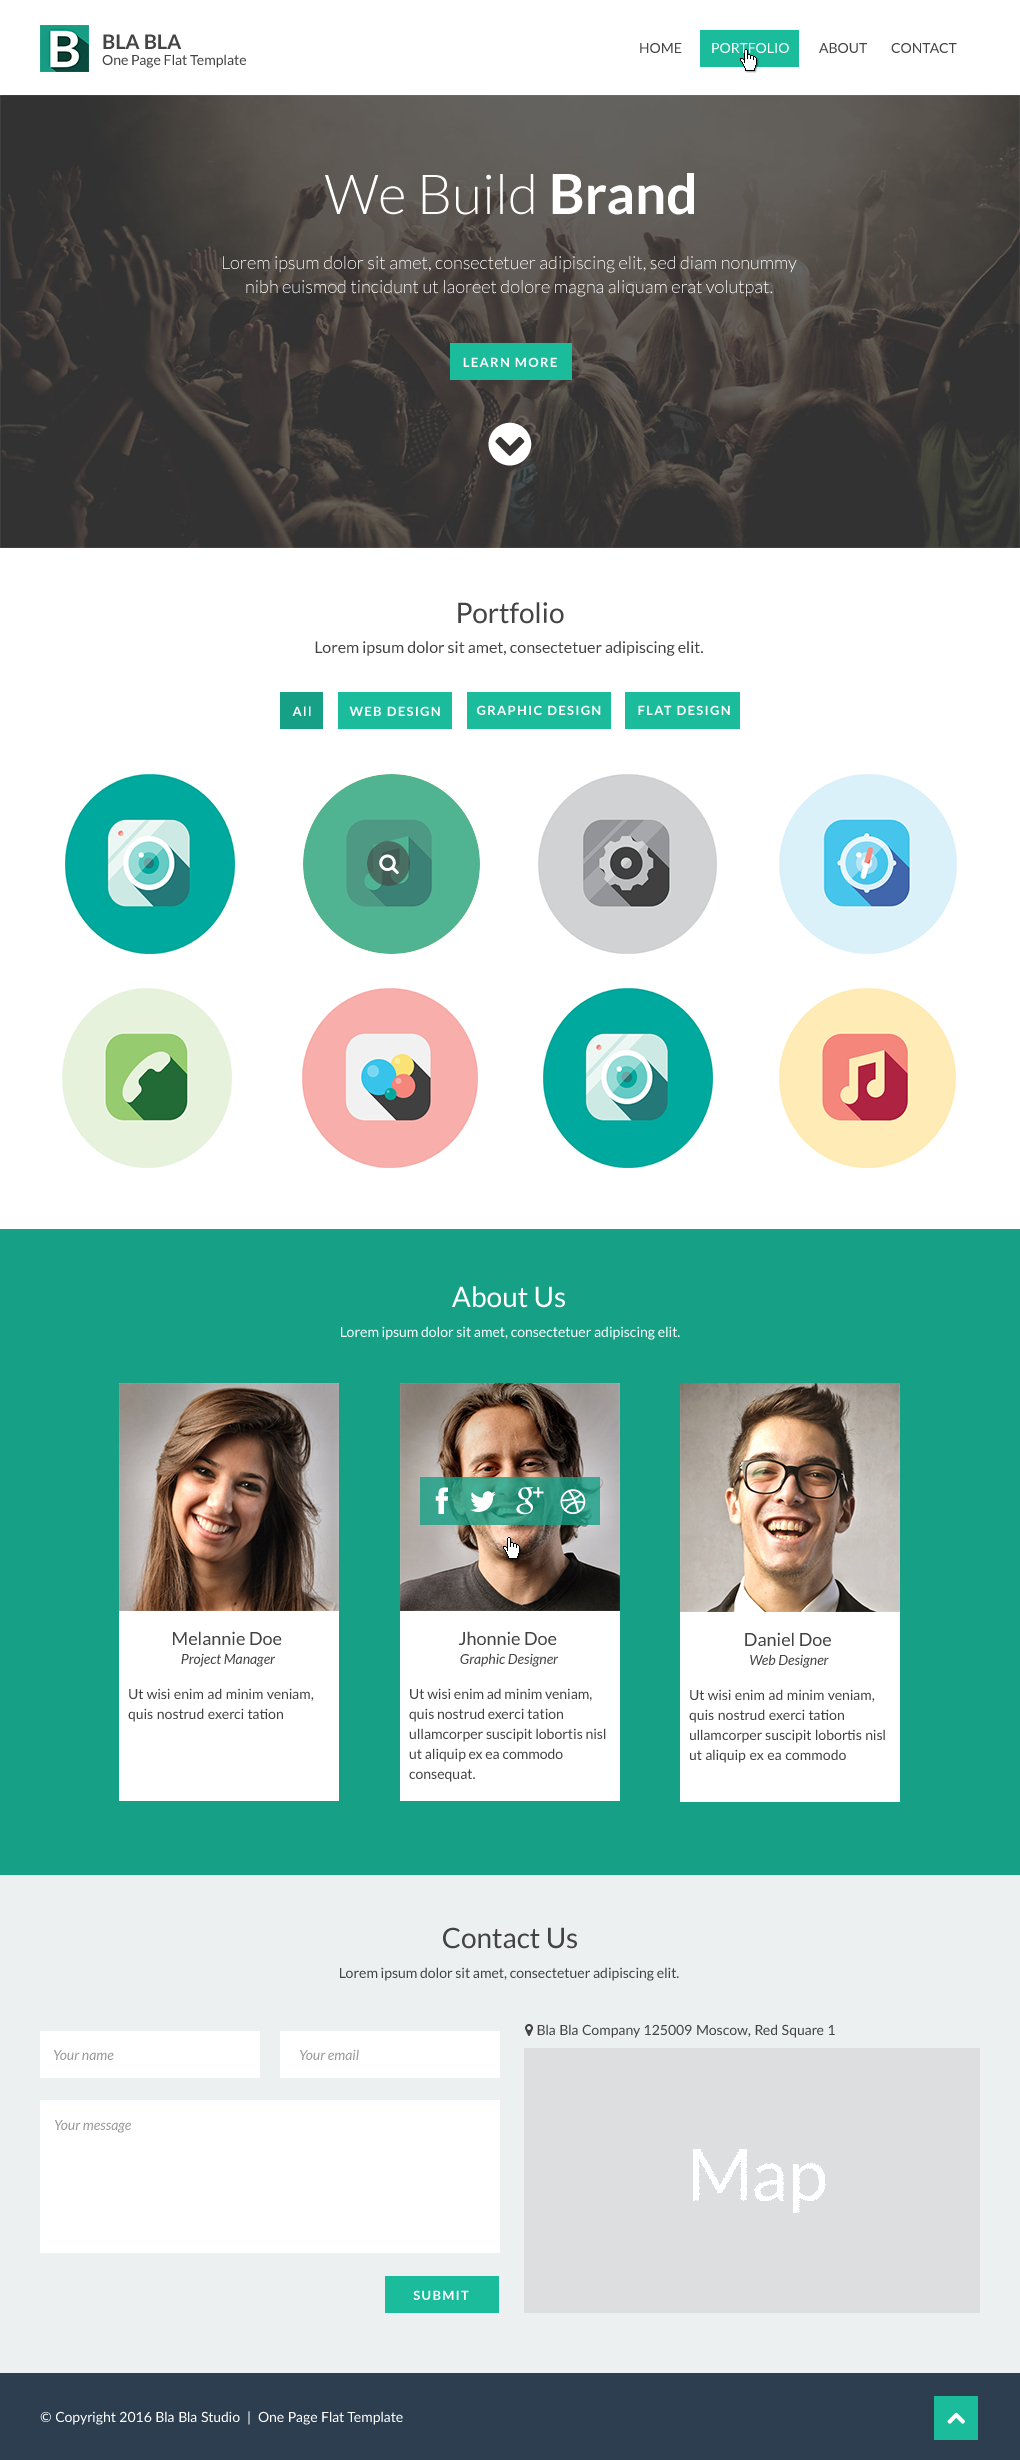 B
BLA BLA
One Page Flat Template
HOME PORTFOLIO ABOUT CONTACT
We Build Brand
Lorem ipsum dolor sit amet, consectetuer adipiscing elit, sed diam nonummy
nibh euismod tincidunt ut laoreet dolore magna aliquam erat volutpat.
LEARN MORE
Portfolio
Lorem ipsum dolor sit amet, consectetuer adipiscing elit.
All WEB DESIGN GRAPHIC DESIGN FLAT DESIGN
About Us
Lorem ipsum dolor sit amet, consectetuer adipiscing elit.
Melannie Doe
Project Manager
Ut wisi enim ad minim veniam,
quis nostrud exerci tation
Jhonnie Doe
Graphic Designer
Ut wisi enim ad minim veniam,
quis nostrud exerci tation
ullamcorper suscipit lobortis nisl
ut aliquip ex ea commodo
consequat.
Daniel Doe
Web Designer
Ut wisi enim ad minim veniam,
quis nostrud exerci tation
ullamcorper suscipit lobortis nisl
ut aliquip ex ea commodo
Contact Us
Lorem ipsum dolor sit amet, consectetuer adipiscing elit.
Your name
Your email
Your message
SUBMIT
Bla Bla Company 125009 Moscow, Red Square 1
Map
© Copyright 2016 Bla Bla Studio | One Page Flat Template